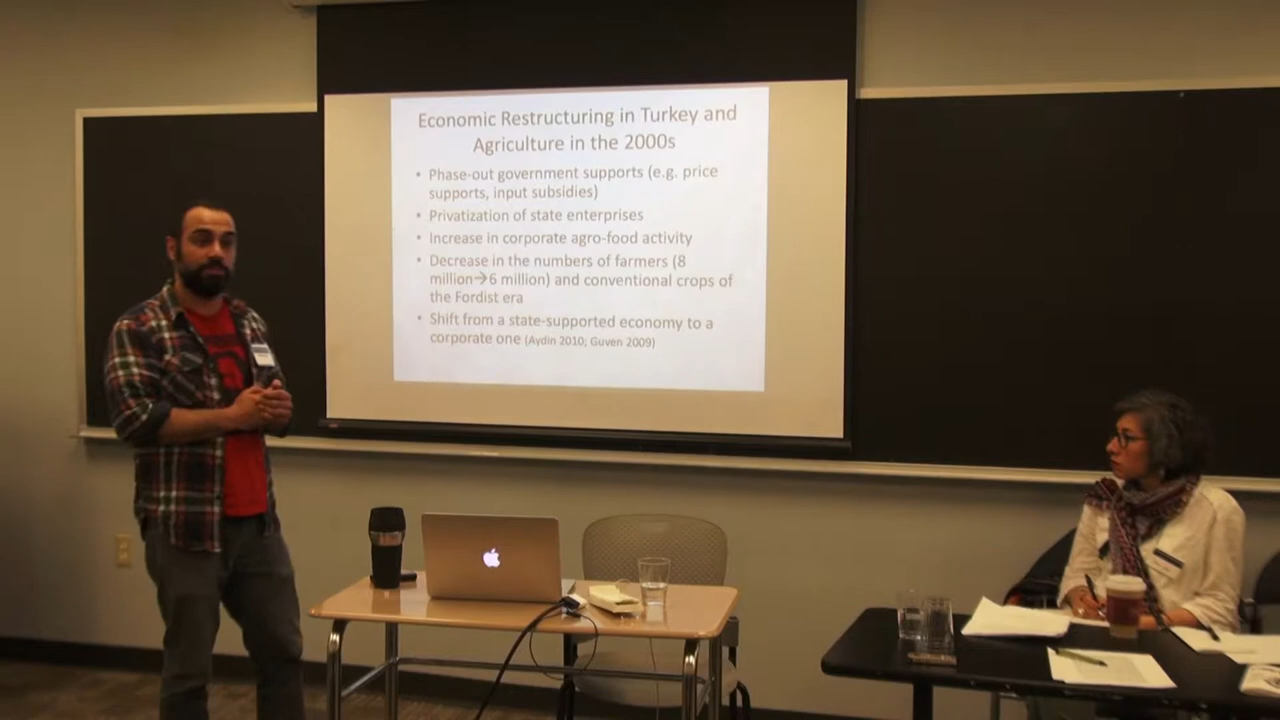 Economic Restructuring in Turkey and
Agriculture in the 2000s
• Phase-out government supports (e.g. price
supports, input subsidies)
• Privatization of state enterprises
• Increase in corporate agro-food activity
• Decrease in the numbers of farmers (8
million→6 million) and conventional crops of
the Fordist era
• Shift from a state-supported economy to a
corporate one (Aydin 2010; Guven 2009)